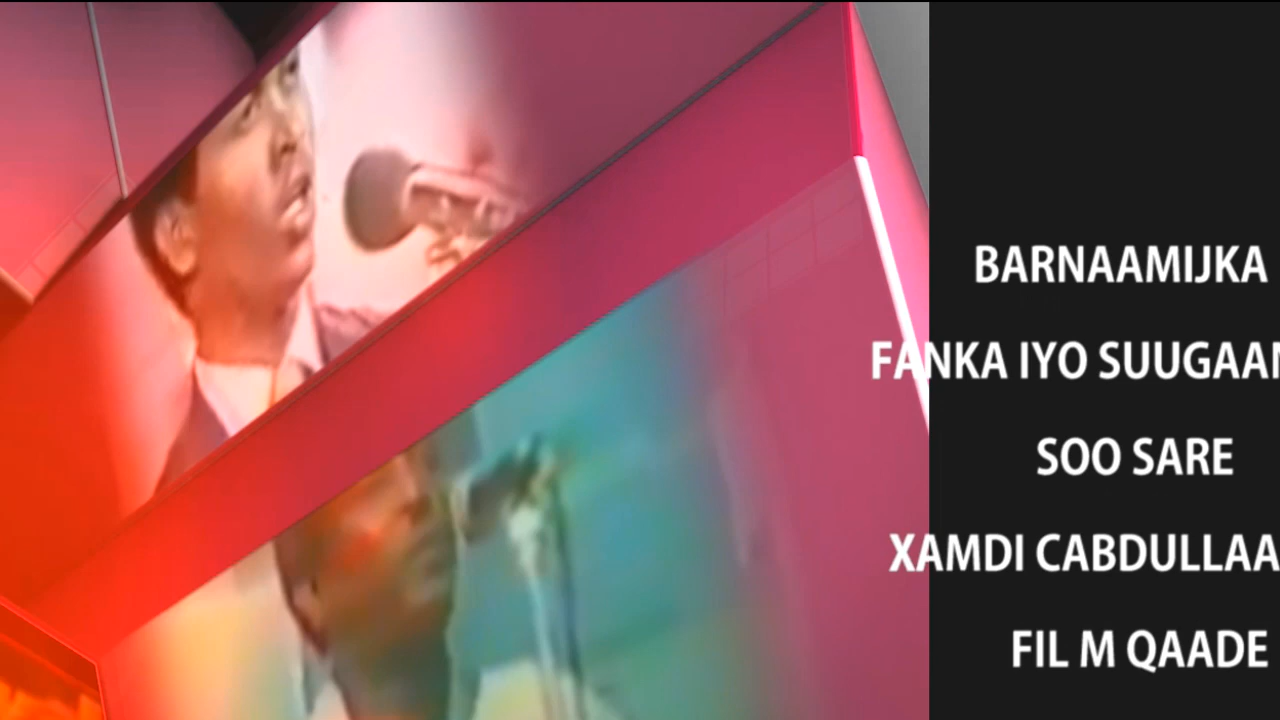 BARNAAMIJKA
FANKA IYO SUUGAAN
SOO SARE
XAMDI CABDULLAA
FIL M QAADE